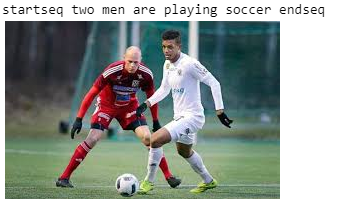 startseq two men are playing soccer endseq